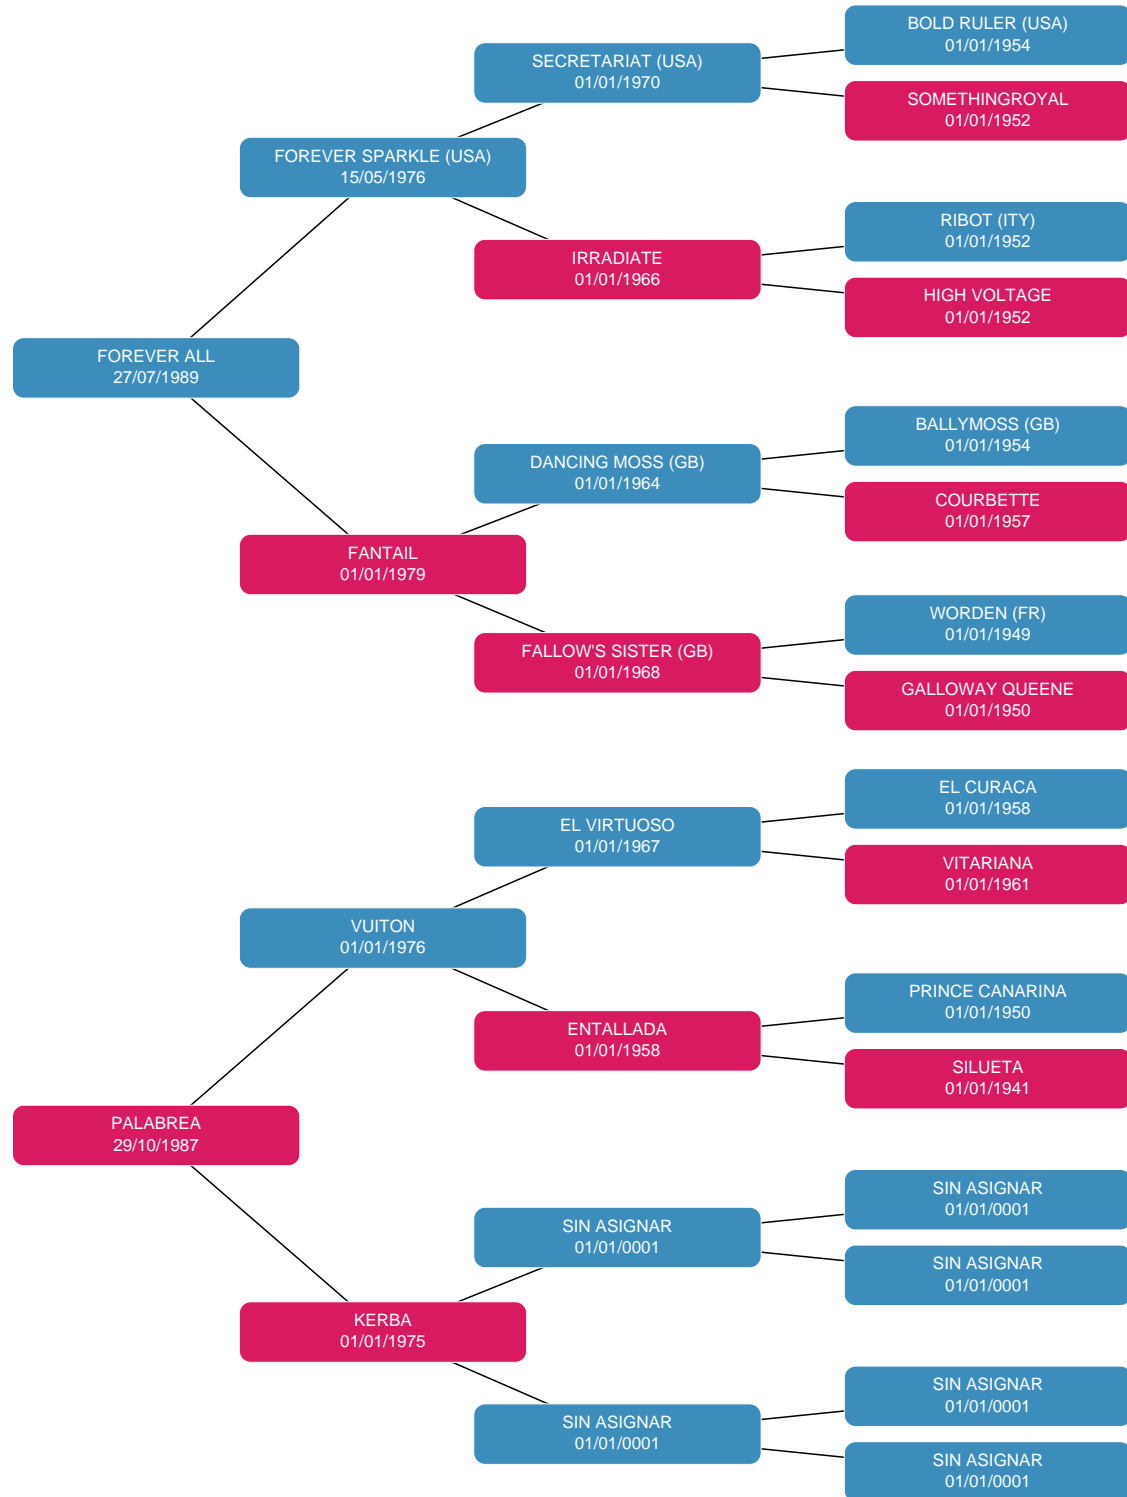 BOLD RULER (USA)
01/01/1954
SECRETARIAT (USA)
01/01/1970
SOMETHINGROYAL
01/01/1952
FOREVER SPARKLE (USA)
15/05/1976
RIBOT (ITY)
01/01/1952
IRRADIATE
01/01/1966
HIGH VOLTAGE
01/01/1952
FOREVER ALL
27/07/1989
BALLYMOSS (GB)
01/01/1954
DANCING MOSS (GB)
01/01/1964
COURBETTE
01/01/1957
FANTAIL
01/01/1979
WORDEN (FR)
01/01/1949
FALLOW'S SISTER (GB)
01/01/1968
GALLOWAY QUEENE
01/01/1950
EL CURACA
01/01/1958
EL VIRTUOSO
01/01/1967
VITARIANA
01/01/1961
VUITON
01/01/1976
PRINCE CANARINA
01/01/1950
ENTALLADA
01/01/1958
SILUETA
01/01/1941
PALABREA
29/10/1987
SIN ASIGNAR
01/01/0001
SIN ASIGNAR
01/01/0001
SIN ASIGNAR
01/01/0001
KERBA
01/01/1975
SIN ASIGNAR
01/01/0001
SIN ASIGNAR
01/01/0001
SIN ASIGNAR
01/01/0001